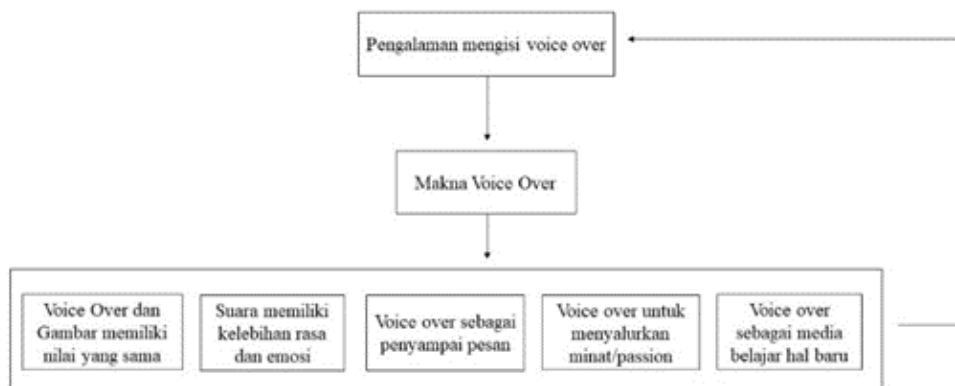 Pengalaman mengisi voice over
Makna Voice Over
Voice Over dan
Gambar memiliki
nilai yang sama
Suara memiliki
kelebihan rasa
dan emosi
Voice over sebagai
penyampai pesan
Voice over untuk
menyalurkan
minat/passion
Voice over
sebagai media
belajar hal baru